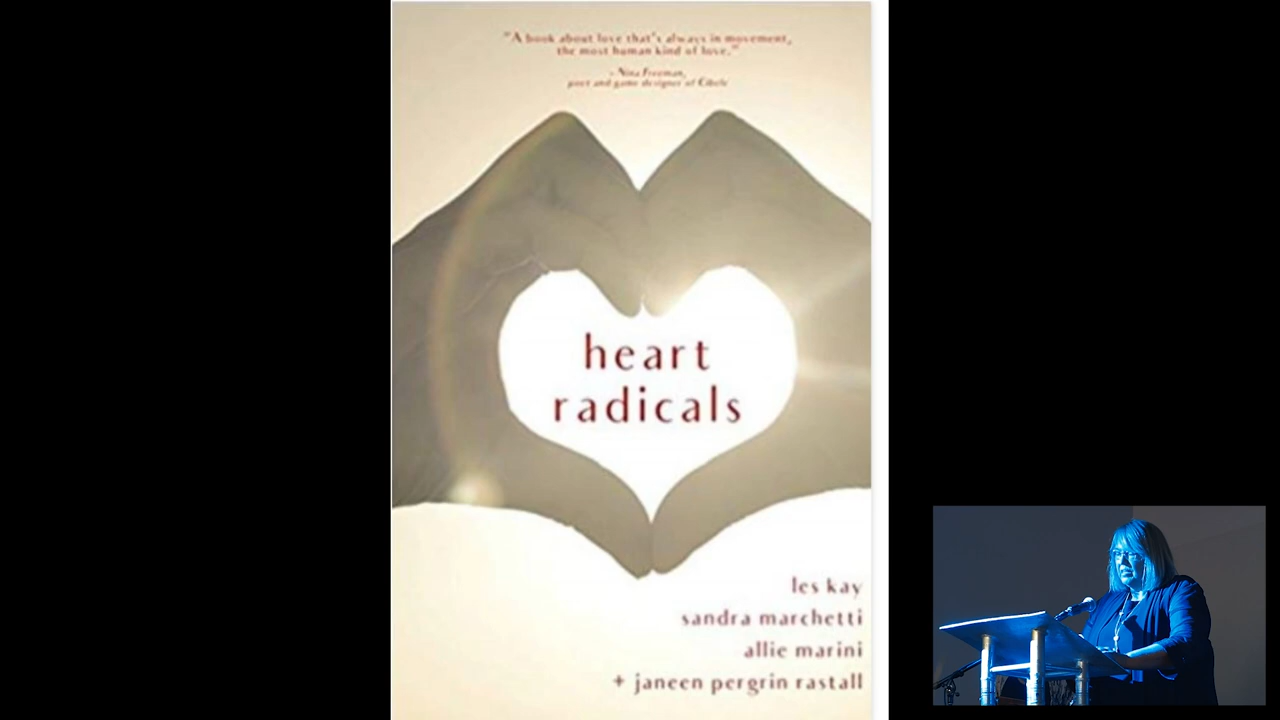 "A book about love that's always in movement,
the most human kind of love."
- Nina Freeman,
poet and game designer of Cibele
heart
radicals
les kay
sandra marchetti
allie marini
+ janeen pergrin rastall